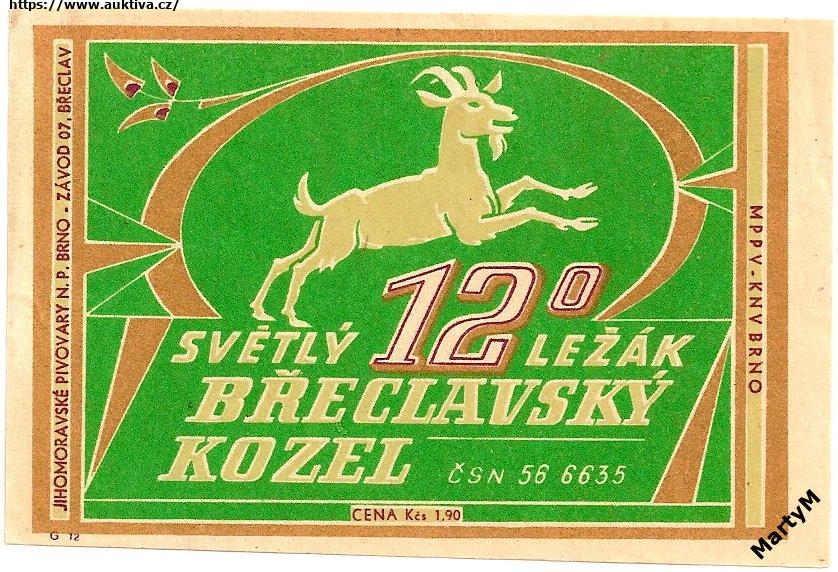 https://www.auktiva.cz/
JIHOMORAVSKÉ PIVOVARY N.P. BRNO - ZÁVOD 07, BŘECLAV
12°
SVĚTLÝ LEŽÁK
BŘECLAVSKÝ
KOZEL
ČSN 56 6635
CENA Kčs 1,90
MPPV - KNV BRNO
G 12
MartyM